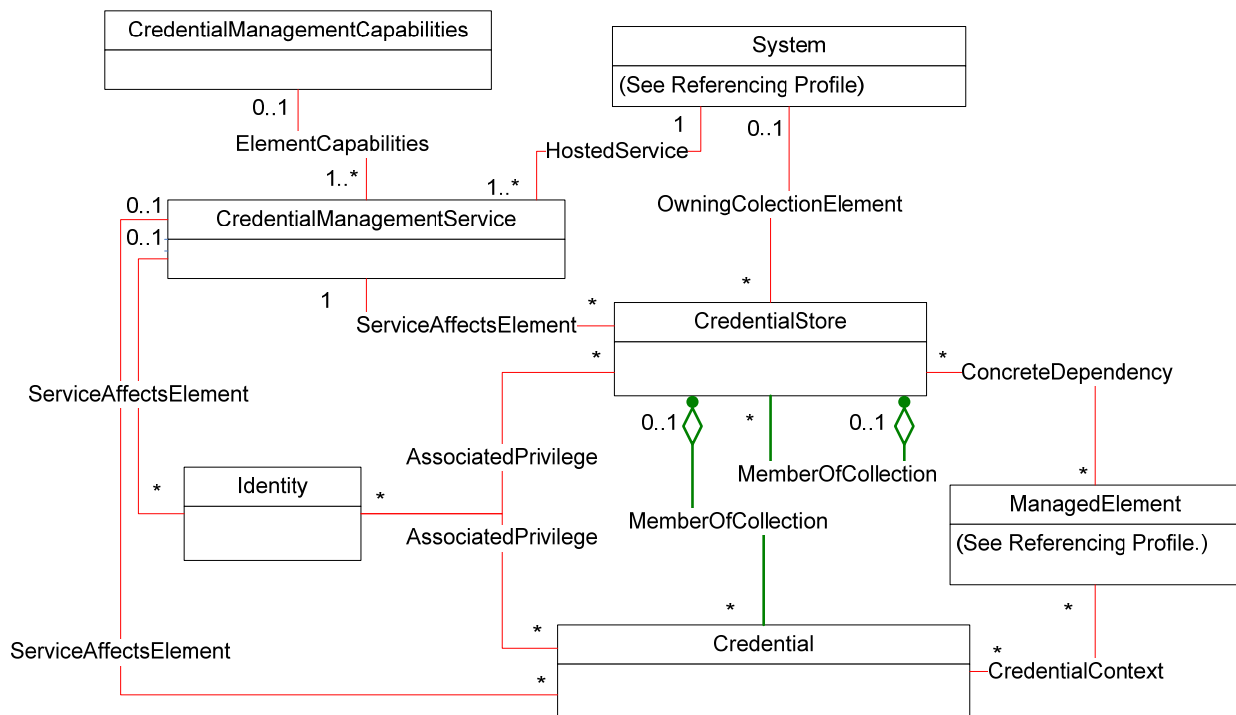 CredentialManagementCapabilities
System
(See Referencing Profile)
0..1
1
0..1
ElementCapabilities
HostedService
1..*
1..*
0..1
OwningColectionElement
CredentialManagementService
0..1
*
1
*
CredentialStore
ServiceAffectsElement
*
*
ConcreteDependency
ServiceAffectsElement
0..1
*
0..1
AssociatedPrivilege
*
MemberOfCollection
*
Identity
*
ManagedElement
MemberOfCollection
AssociatedPrivilege
(See Referencing Profile.)
*
*
*
Credential
*
ServiceAffectsElement
CredentialContext
*